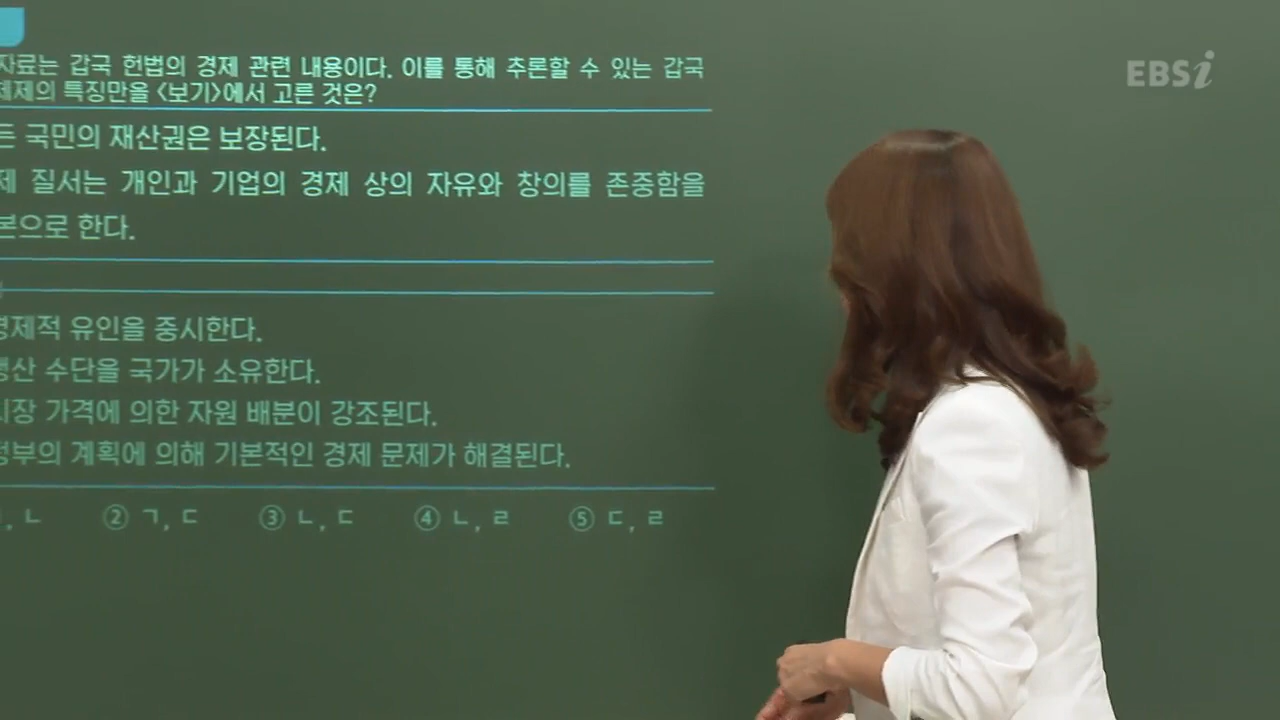 자료는 갑국 헌법의 경제 관련 내용이다. 이를 통해 추론할 수 있는 갑국
체제의 특징만을 <보기>에서 고른 것은?
국민의 재산권은 보장된다.
질서는 개인과 기업의 경제 상의 자유와 창의를 존중함을
본으로 한다.
경제적 유인을 중시한다.
생산 수단을 국가가 소유한다.
시장 가격에 의한 자원 배분이 강조된다.
정부의 계획에 의해 기본적인 경제 문제가 해결된다.
, ㄴ ② ㄱ, ㄷ ③ ㄴ, ㄷ ④ ㄴ, ㄹ ⑤ ㄷ, ㄹ
EBSi